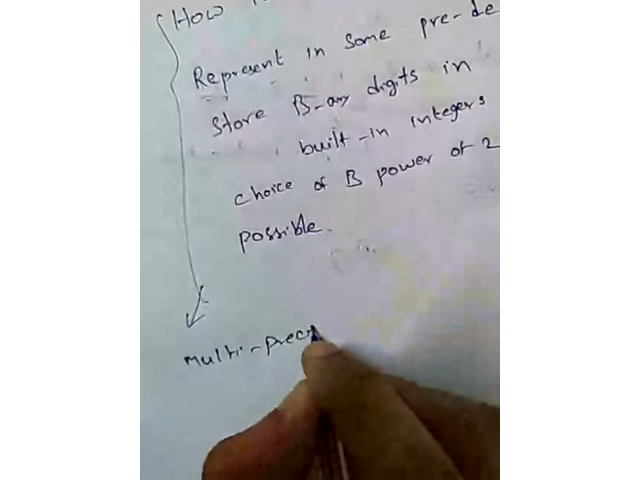 How
Represent in some pre-de
store B-ary digits in
built-in integers
choice of B power of 2
possible.
Multi-preci